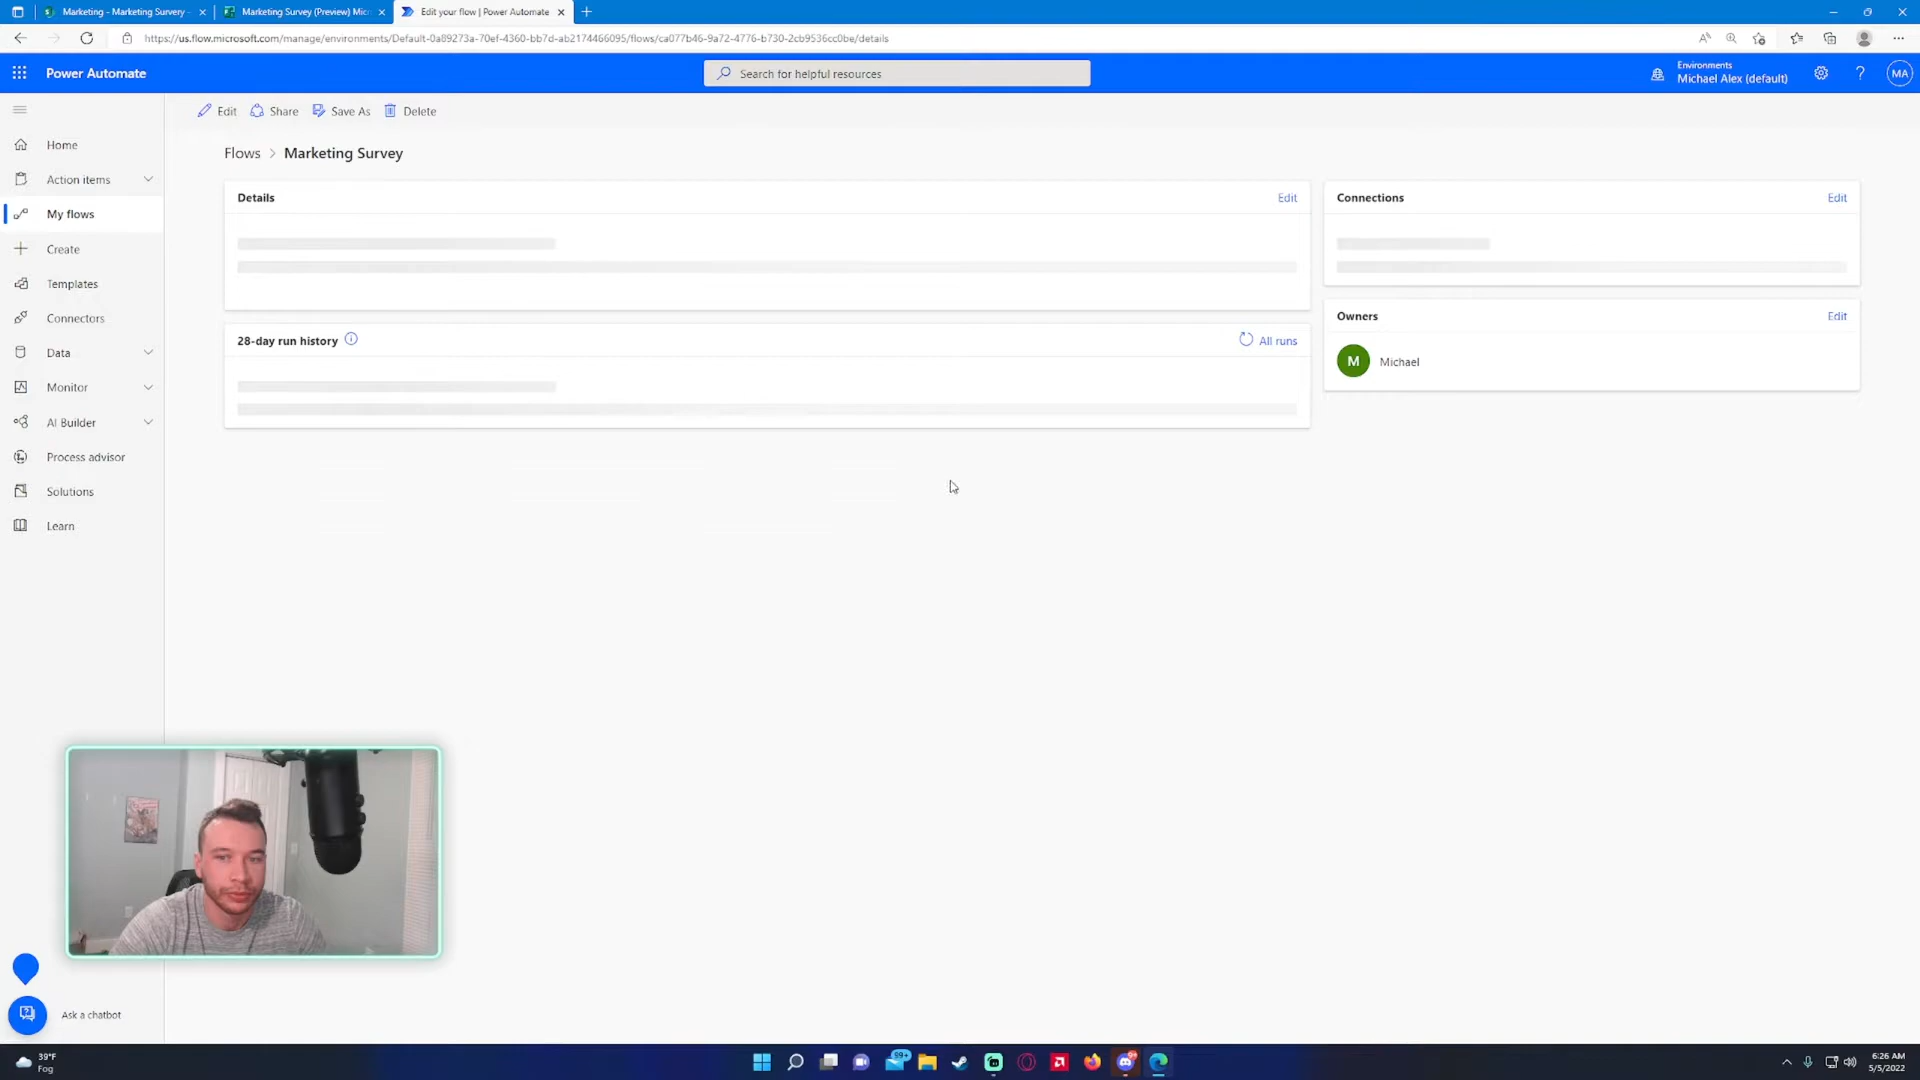 Marketing - Marketing Survery -
Marketing Survey (Preview) Micr
Edit your flow | Power Automate
https://us.flow.microsoft.com/manage/environments/Default-0a89273a-70ef-4360-bb7d-ab2174466095/flows/ca077b46-9a72-4776-b730-2cb9536cc0be/details
Power Automate
Search for helpful resources
Environments
Michael Alex (default)
MA
Edit
Share
Save As
Delete
Home
Action items
My flows
Create
Templates
Connectors
Data
Monitor
AI Builder
Process advisor
Solutions
Learn
Flows > Marketing Survey
Details
Edit
28-day run history
All runs
Connections
Edit
Owners
Edit
M
Michael
Ask a chatbot
39°F
Fog
99+
6:26 AM
5/5/2022